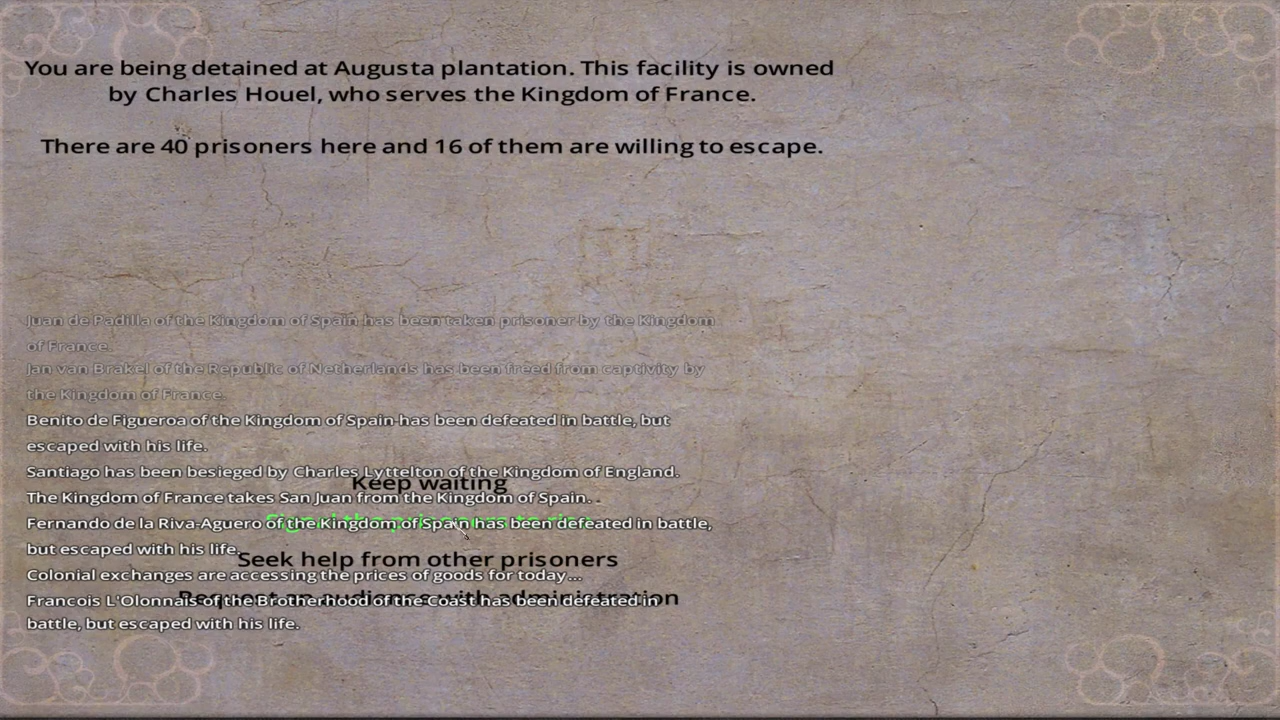 You are being detained at Augusta plantation. This facility is owned
by Charles Houel, who serves the Kingdom of France.
There are 40 prisoners here and 16 of them are willing to escape.
Juan de Padilla of the Kingdom of Spain has been taken prisoner by the Kingdom
of France.
Jan van Brakel of the Republic of Netherlands has been freed from captivity by
the Kingdom of France.
Benito de Figueroa of the Kingdom of Spain has been defeated in battle, but
escaped with his life.
Santiago has been besieged by Charles Lyttelton of the Kingdom of England.
Keep waiting
The Kingdom of France takes San Juan from the Kingdom of Spain.
Fernando de la Riva-Aguero of the Kingdom of Spain has been defeated in battle,
but escaped with his life.
Seek help from other prisoners
Colonial exchanges are accessing the prices of goods for today...
Request an audience with administration
Francois L'Olonnais of the Brotherhood of the Coast has been defeated in
battle, but escaped with his life.